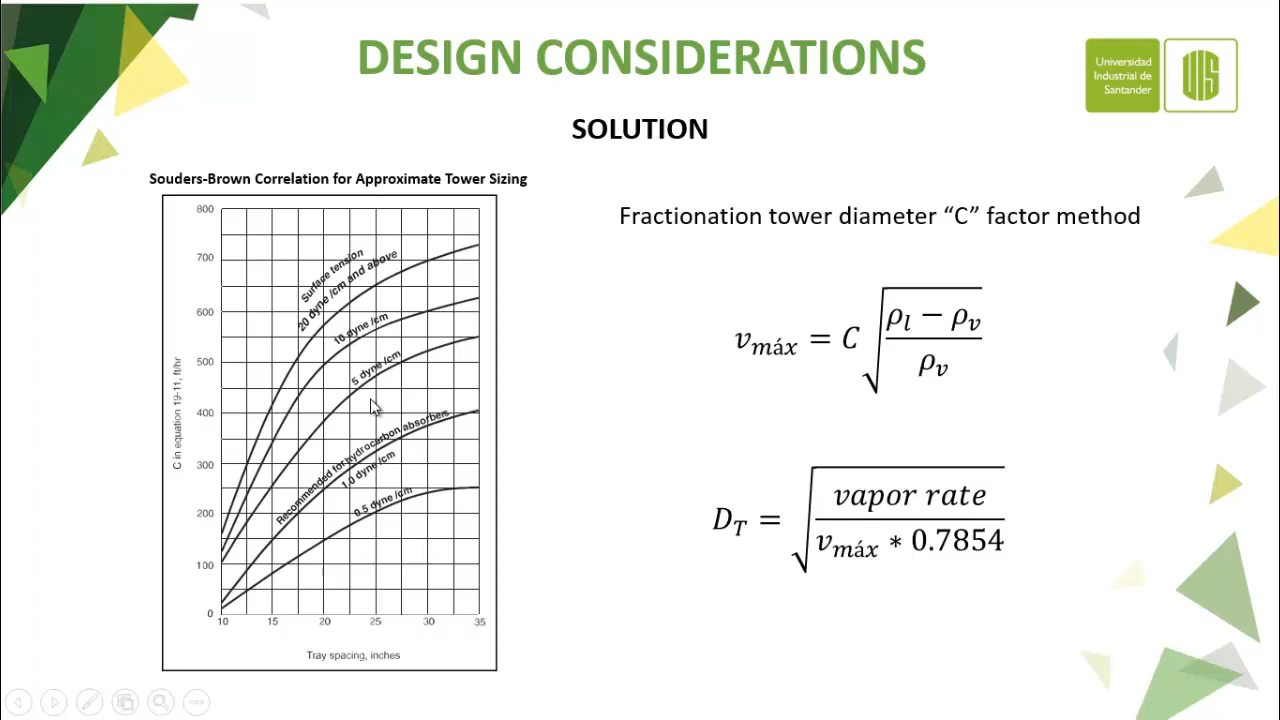 DESIGN CONSIDERATIONS
Universidad
Industrial de
Santander
UIS
SOLUTION
Souders-Brown Correlation for Approximate Tower Sizing
800
700
600
500
400
300
200
100
0
10
15
20
25
30
35
C in equation 19-11, ft/hr
Tray spacing, inches
Surface tension
20 dyne /cm and above
10 dyne /cm
5 dyne /cm
Recommended for hydrocarbon absorbers
1.0 dyne /cm
0.5 dyne /cm
Fractionation tower diameter “C” factor method
v_máx = C √((ρ_l − ρ_v) / ρ_v)
D_T = √(vapor rate / (v_máx * 0.7854))